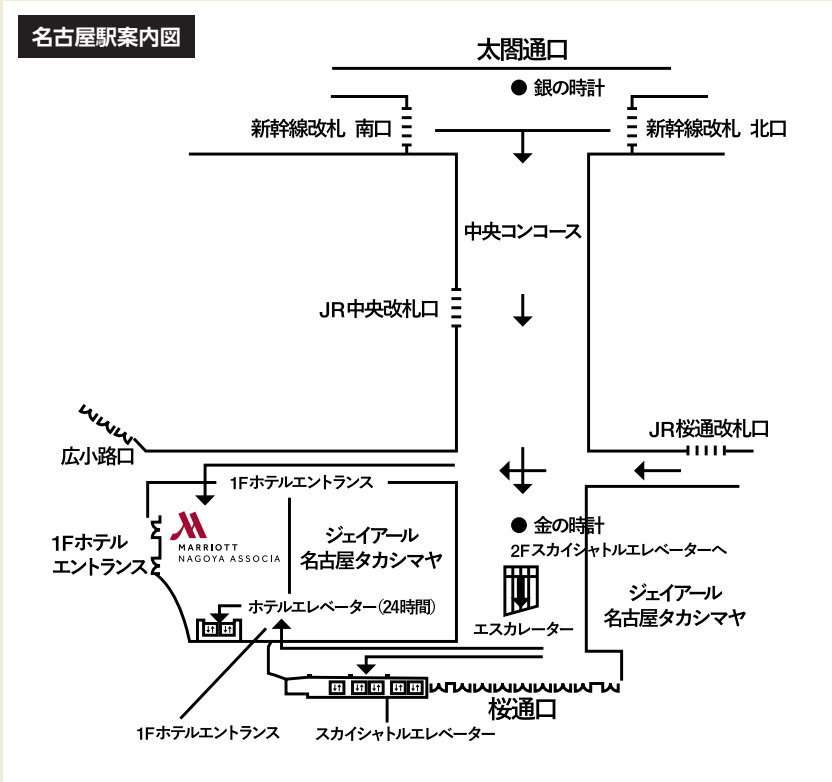 名古屋駅案内図
太閤通口
銀の時計
新幹線改札 南口
新幹線改札 北口
中央コンコース
JR中央改札口
JR桜通改札口
広小路口
1Fホテルエントランス
MARRIOTT
NAGOYA ASSOCIA
1Fホテル
エントランス
ジェイアール
名古屋タカシマヤ
金の時計
2Fスカイシャトルエレベーターへ
ジェイアール
名古屋タカシマヤ
ホテルエレベーター(24時間)
エスカレーター
桜通口
1Fホテルエントランス
スカイシャトルエレベーター